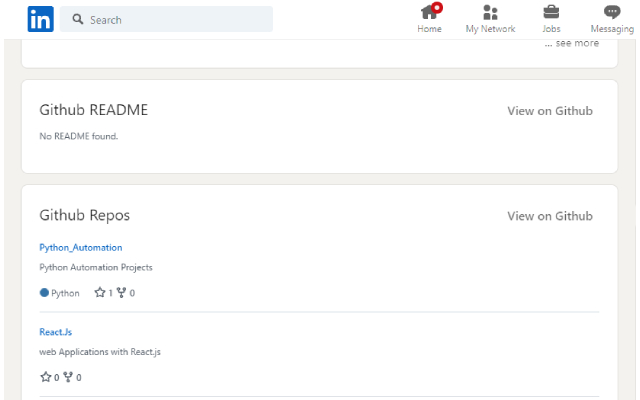 in
Search
Home
My Network
Jobs
Messaging
... see more
Github README
View on Github
No README found.
Github Repos
View on Github
Python_Automation
Python Automation Projects
Python 1 0
React.Js
web Applications with React.js
0 0